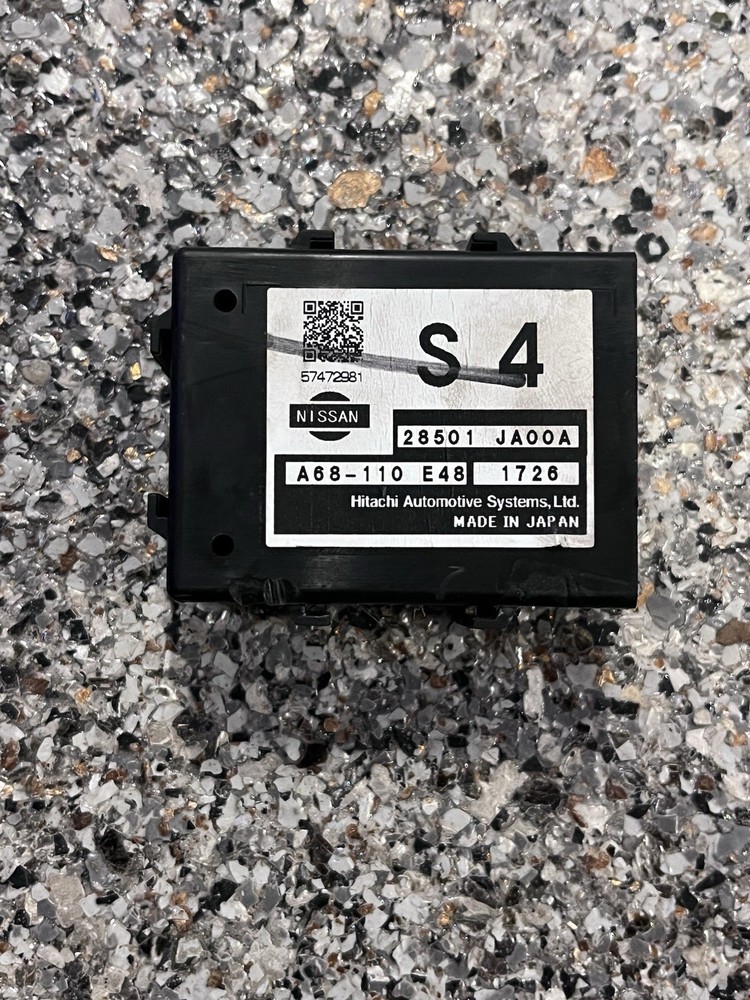 S 4
57472981
NISSAN
28501 JA00A
A68-110 E48 1726
Hitachi Automotive Systems, Ltd.
MADE IN JAPAN